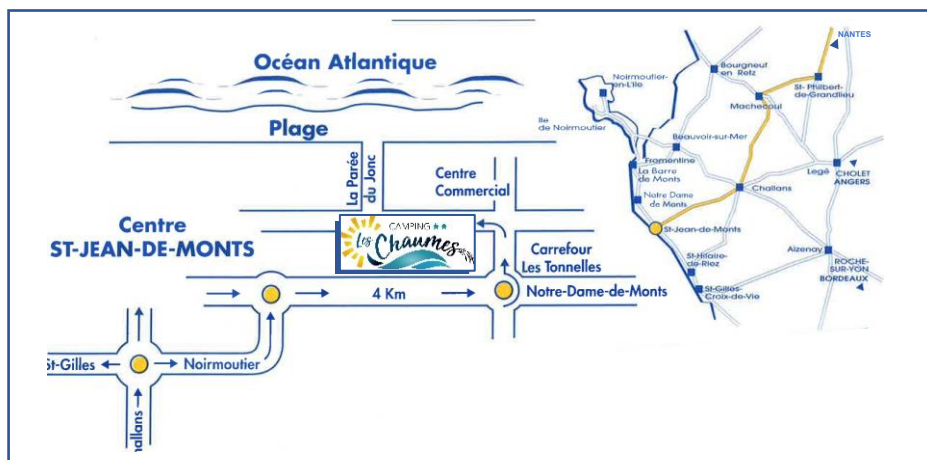 Océan Atlantique
Plage
La Parée
du Jonc
Centre
Commercial
Centre
ST-JEAN-DE-MONTS
CAMPING ★★
Les
Chaumes
Carrefour
Les Tonnelles
4 Km
Notre-Dame-de-Monts
St-Gilles
Noirmoutier
hallans
NANTES
Bourgneuf
en Retz
Noirmoutier
-en-L'île
St-Philbert-
de-Grandlieu
Machecoul
Ile
de Noirmoutier
Beauvoir-sur-Mer
Fromentine
La Barre
de Monts
Legé
CHOLET
ANGERS
Challans
Notre Dame
de Monts
St-Jean-de-Monts
Aizenay
St-Hilaire-
de-Riez
ROCHE-
SUR-YON
BORDEAUX
St-Gilles-
Croix-de-Vie